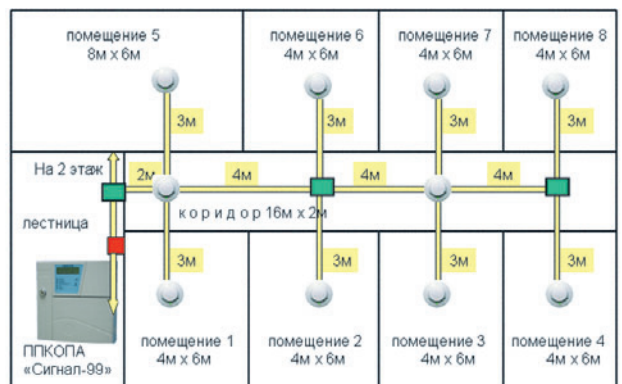 помещение 5
8м х 6м
помещение 6
4м х 6м
помещение 7
4м х 6м
помещение 8
4м х 6м
3м
3м
3м
3м
На 2 этаж
2м
4м
4м
4м
коридор 16м х 2м
лестница
3м
3м
3м
3м
ППКОПА
«Сигнал-99»
помещение 1
4м х 6м
помещение 2
4м х 6м
помещение 3
4м х 6м
помещение 4
4м х 6м